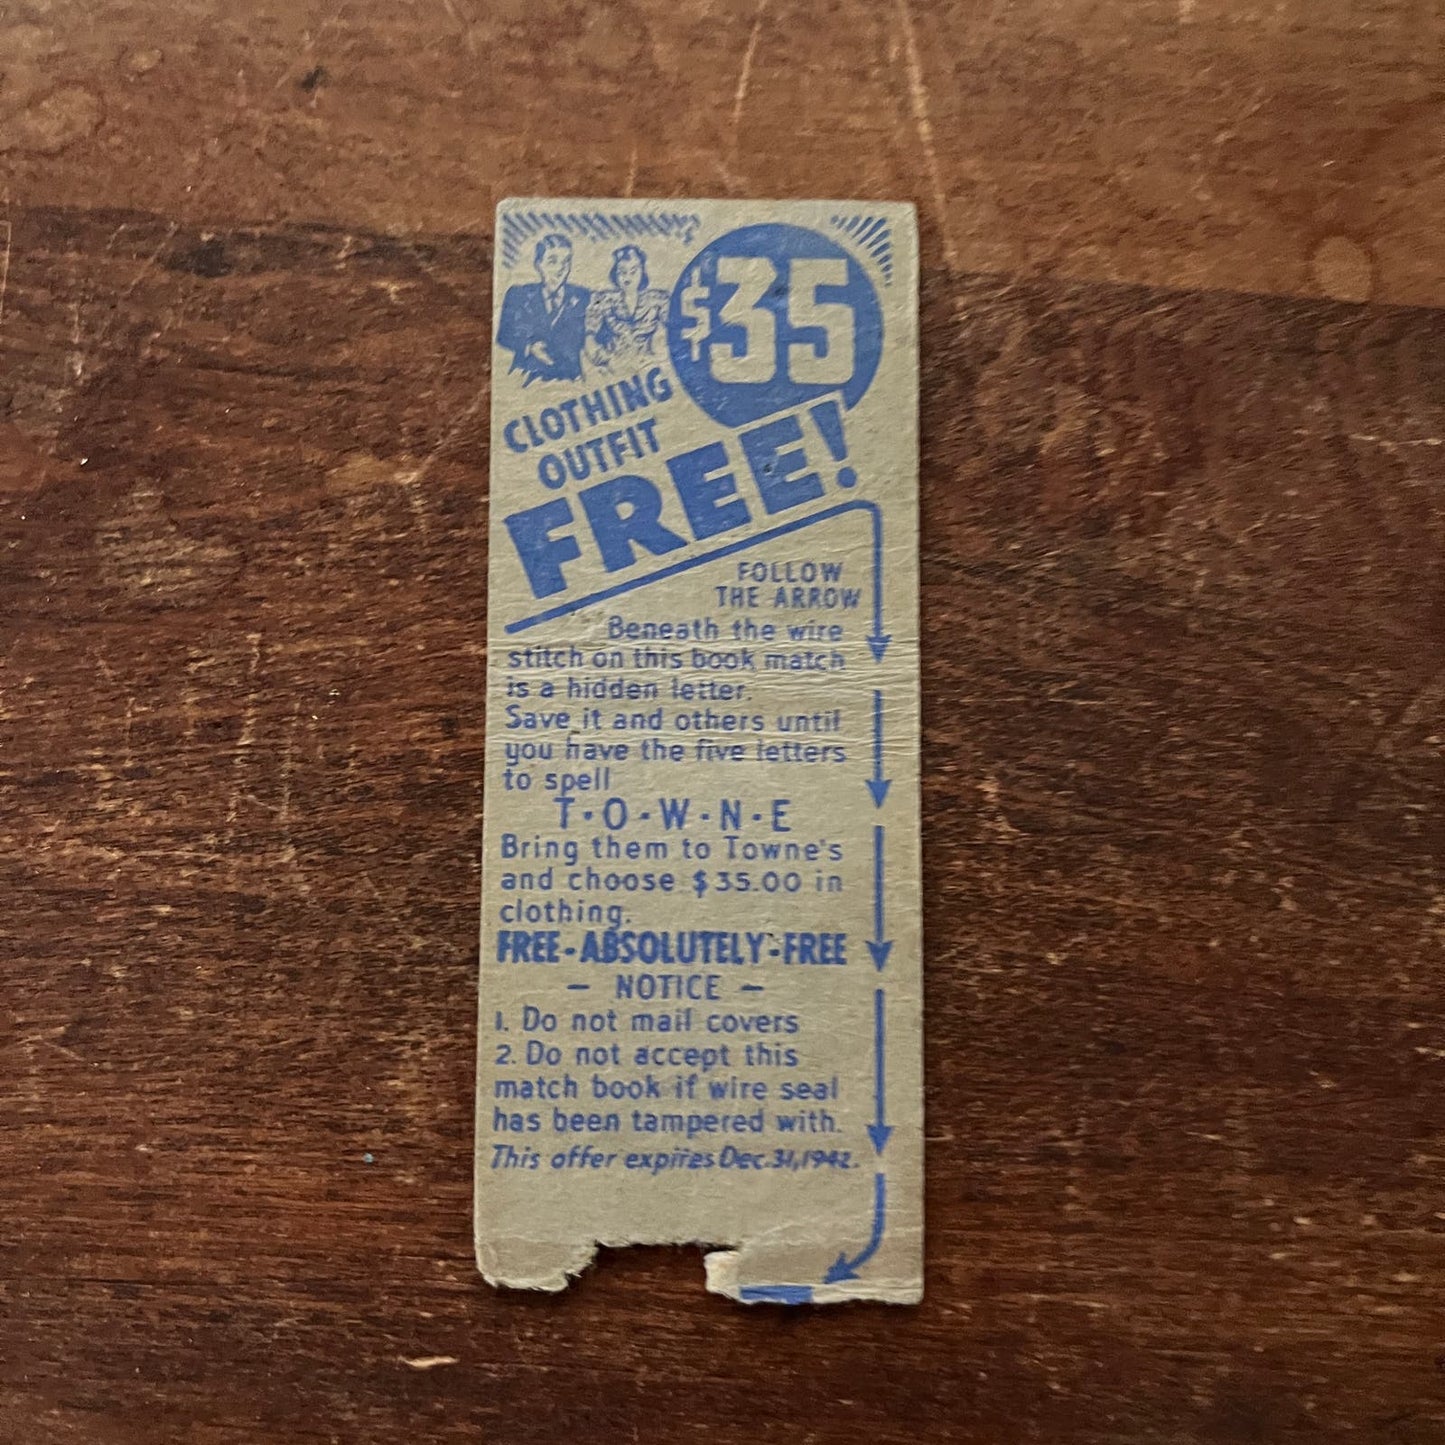 $35
CLOTHING
OUTFIT
FREE!
FOLLOW
THE ARROW
Beneath the wire
stitch on this book match
is a hidden letter.
Save it and others until
you have the five letters
to spell
T·O·W·N·E
Bring them to Towne's
and choose $35.00 in
clothing.
FREE-ABSOLUTELY-FREE
— NOTICE —
1. Do not mail covers
2. Do not accept this
match book if wire seal
has been tampered with.
This offer expires Dec. 31, 1942.